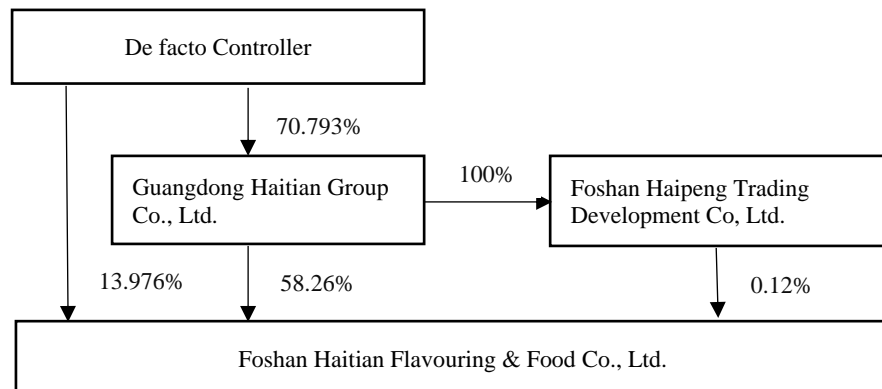 De facto Controller
70.793%
Guangdong Haitian Group
Co., Ltd.
100%
Foshan Haipeng Trading
Development Co, Ltd.
13.976%
58.26%
0.12%
Foshan Haitian Flavouring & Food Co., Ltd.